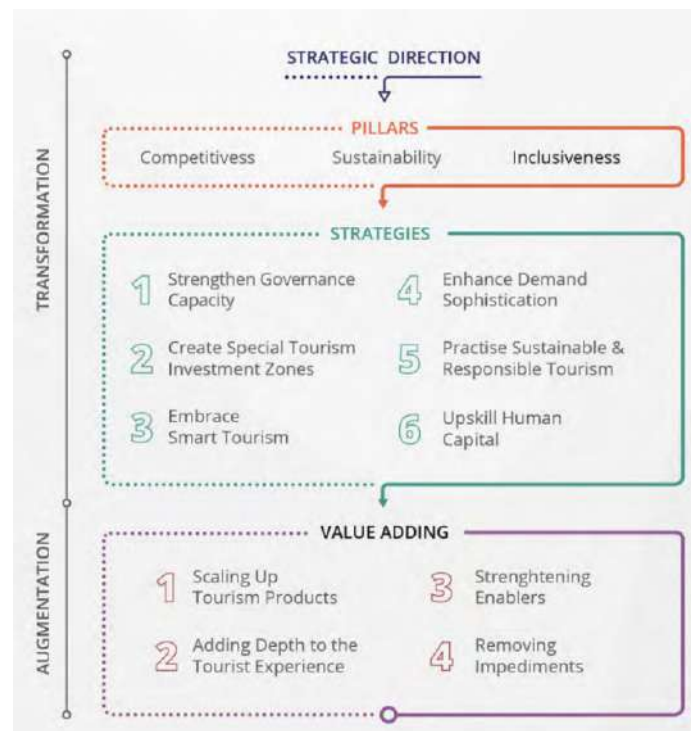 STRATEGIC DIRECTION
PILLARS
Competitivess
Sustainability
Inclusiveness
TRANSFORMATION
STRATEGIES
1
Strengthen Governance
Capacity
2
Create Special Tourism
Investment Zones
3
Embrace
Smart Tourism
4
Enhance Demand
Sophistication
5
Practise Sustainable &
Responsible Tourism
6
Upskill Human
Capital
AUGMENTATION
VALUE ADDING
1
Scaling Up
Tourism Products
2
Adding Depth to the
Tourist Experience
3
Strenghtening
Enablers
4
Removing
Impediments